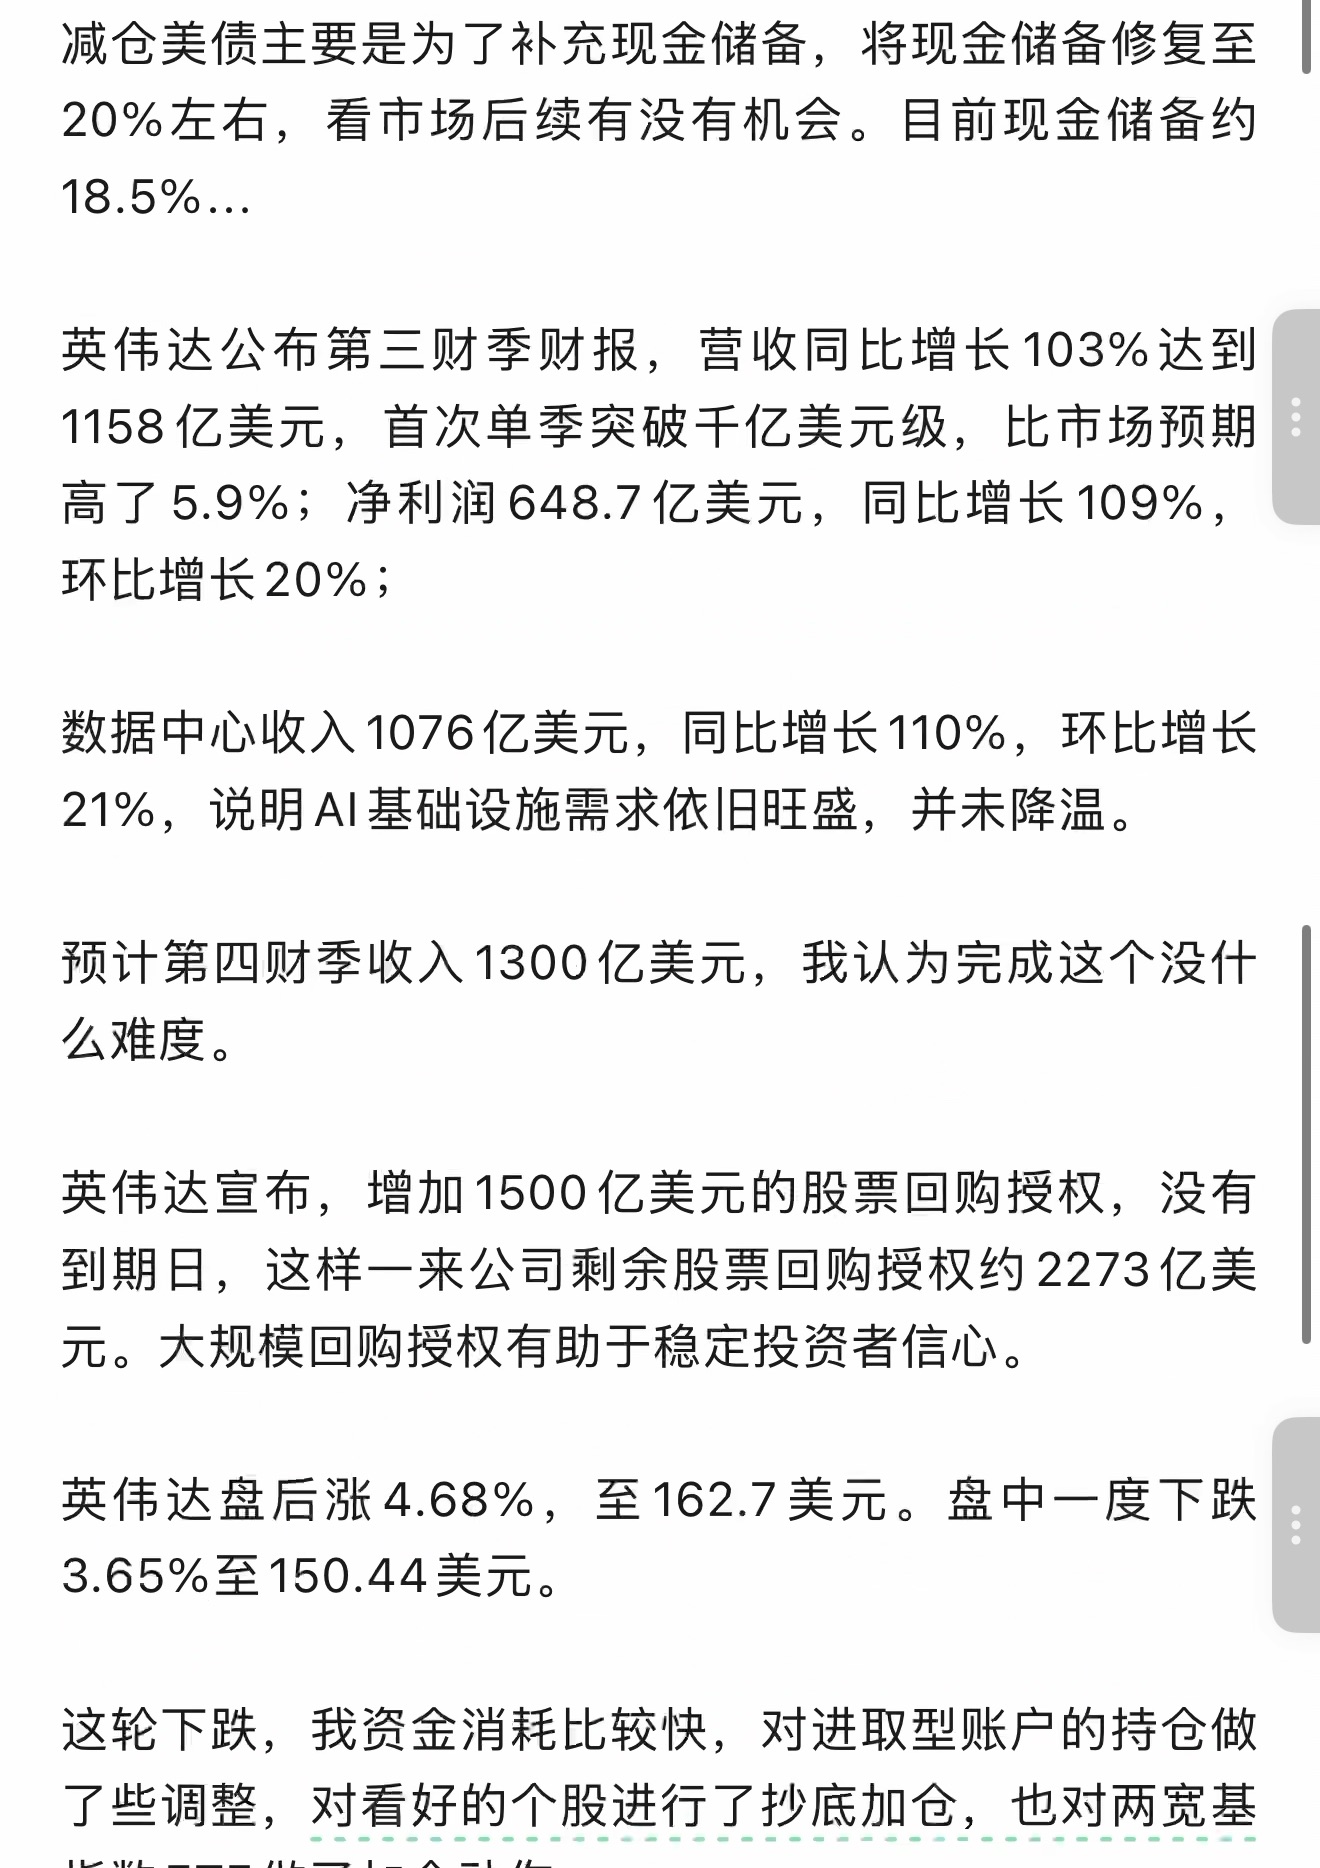 减仓美债主要是为了补充现金储备，将现金储备修复至
20%左右，看市场后续有没有机会。目前现金储备约
18.5%...
英伟达公布第三财季财报，营收同比增长103%达到
1158亿美元，首次单季突破千亿美元级，比市场预期
高了5.9%；净利润648.7亿美元，同比增长109%，
环比增长20%；
数据中心收入1076亿美元，同比增长110%，环比增长
21%，说明AI基础设施需求依旧旺盛，并未降温。
预计第四财季收入1300亿美元，我认为完成这个没什
么难度。
英伟达宣布，增加1500亿美元的股票回购授权，没有
到期日，这样一来公司剩余股票回购授权约2273亿美
元。大规模回购授权有助于稳定投资者信心。
英伟达盘后涨4.68%，至162.7美元。盘中一度下跌
3.65%至150.44美元。
这轮下跌，我资金消耗比较快，对进取型账户的持仓做
了些调整，对看好的个股进行了抄底加仓，也对两宽基